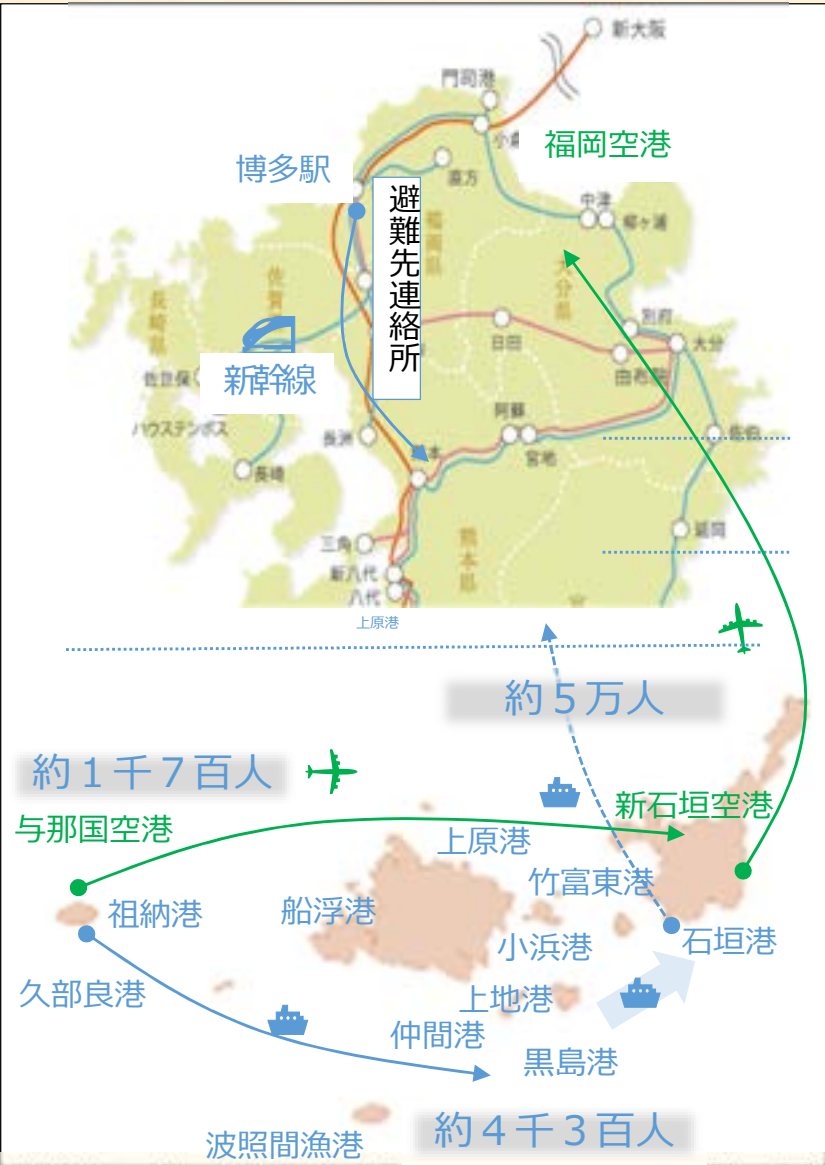 新大阪
門司港
福岡空港
博多駅
直方
避難先連絡所
中津
柳ヶ浦
福岡県
大分県
長崎県
別府
大分
日田
新幹線
佐世保
由布院
ハウステンボス
阿蘇
長洲
宮地
佐伯
長崎
延岡
三角
熊本県
新八代
八代
上原港
約5万人
約1千7百人
新石垣空港
与那国空港
上原港
竹富東港
船浮港
祖納港
小浜港
石垣港
久部良港
上地港
仲間港
黒島港
波照間漁港
約4千3百人